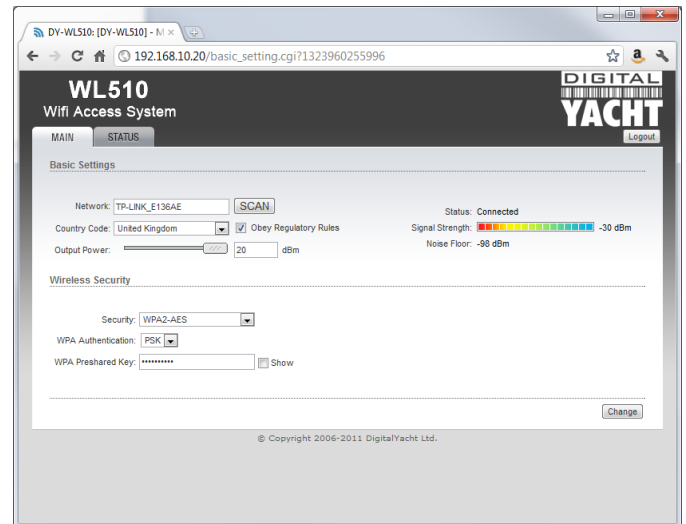 DY-WL510: [DY-WL510] - M
192.168.10.20/basic_setting.cgi?1323960255996
WL510
Wifi Access System
DIGITAL
YACHT
MAIN STATUS Logout
Basic Settings
Network: TP-LINK_E136AE SCAN Status: Connected
Country Code: United Kingdom Obey Regulatory Rules Signal Strength: -30 dBm
Output Power: 20 dBm Noise Floor: -98 dBm
Wireless Security
Security: WPA2-AES
WPA Authentication: PSK
WPA Preshared Key: •••••••••• Show
Change
© Copyright 2006-2011 DigitalYacht Ltd.